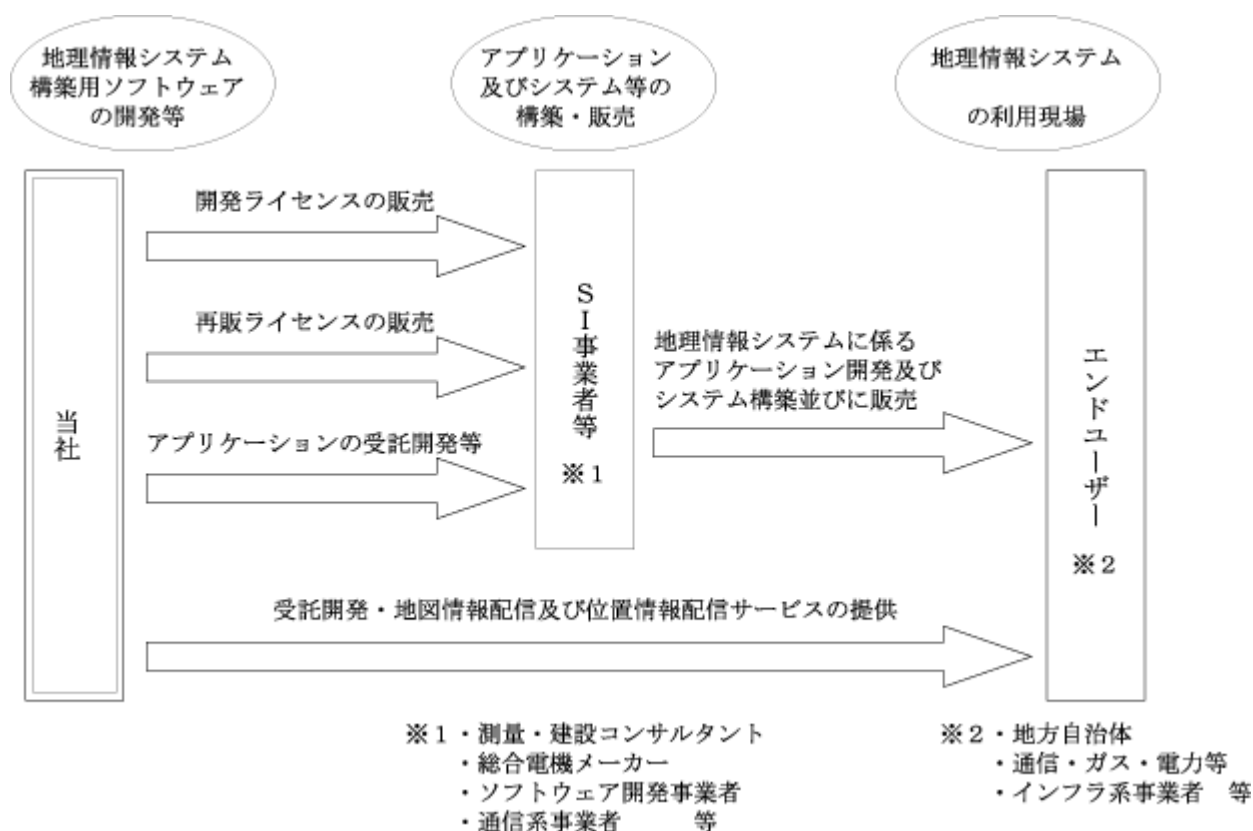 地理情報システム
構築用ソフトウェア
の開発等
アプリケーション
及びシステム等の
構築・販売
地理情報システム
の利用現場
開発ライセンスの販売
再販ライセンスの販売
アプリケーションの受託開発等
当社
SI事業者等 ※1
地理情報システムに係る
アプリケーション開発及び
システム構築並びに販売
エンドユーザー ※2
受託開発・地図情報配信及び位置情報配信サービスの提供
※1・測量・建設コンサルタント
・総合電機メーカー
・ソフトウェア開発事業者
・通信系事業者 等
※2・地方自治体
・通信・ガス・電力等
・インフラ系事業者 等